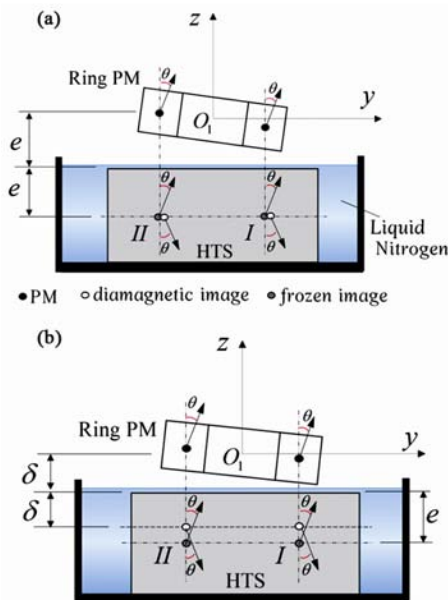 (a)
z
θ
θ
Ring PM
O1
y
e
e
θ
θ
II
I
θ
θ
HTS
Liquid
Nitrogen
PM
diamagnetic image
frozen image
(b)
z
θ
θ
Ring PM
O1
y
δ
δ
θ
θ
e
II
I
θ
θ
HTS